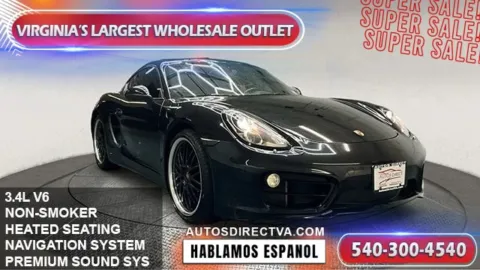 VIRGINIA'S LARGEST WHOLESALE OUTLET
SUPER SALE!
SUPER SALE!
SUPER SALE!
3.4L V6
NON-SMOKER
HEATED SEATING
NAVIGATION SYSTEM
PREMIUM SOUND SYS
AUTOSDIRECTVA.COM
HABLAMOS ESPANOL
540-300-4540